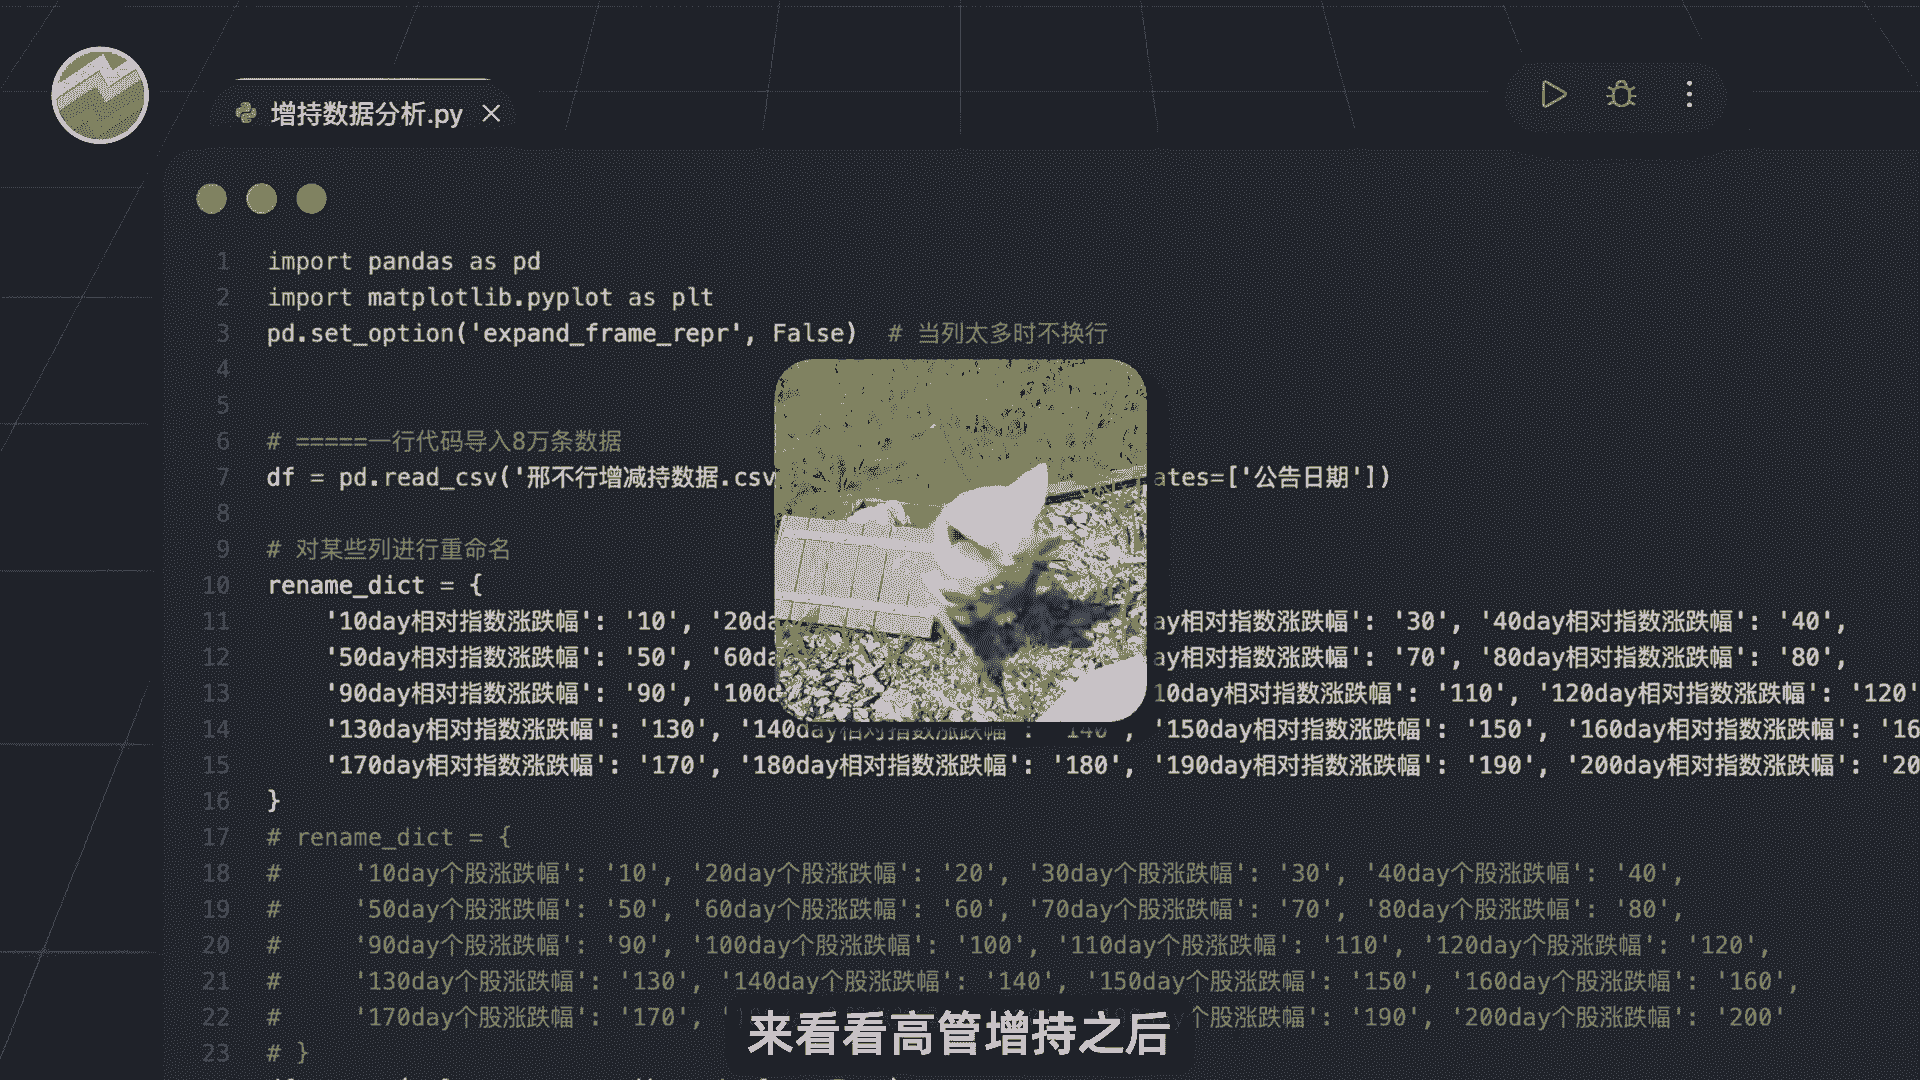 增持数据分析.py
1 import pandas as pd
2 import matplotlib.pyplot as plt
3 pd.set_option('expand_frame_repr', False)  # 当列太多时不换行
4
5
6 # =====一行代码导入8万条数据
7 df = pd.read_csv('邢不行增减持数据.csv ates=['公告日期'])
8
9 # 对某些列进行重命名
10 rename_dict = {
11     '10day相对指数涨跌幅': '10', '20da ay相对指数涨跌幅': '30', '40day相对指数涨跌幅': '40',
12     '50day相对指数涨跌幅': '50', '60da ay相对指数涨跌幅': '70', '80day相对指数涨跌幅': '80',
13     '90day相对指数涨跌幅': '90', '100d 10day相对指数涨跌幅': '110', '120day相对指数涨跌幅': '120'
14     '130day相对指数涨跌幅': '130', '140day相对指数涨跌幅': '140', '150day相对指数涨跌幅': '150', '160day相对指数涨跌幅': '16
15     '170day相对指数涨跌幅': '170', '180day相对指数涨跌幅': '180', '190day相对指数涨跌幅': '190', '200day相对指数涨跌幅': '20
16 }
17 # rename_dict = {
18 #     '10day个股涨跌幅': '10', '20day个股涨跌幅': '20', '30day个股涨跌幅': '30', '40day个股涨跌幅': '40',
19 #     '50day个股涨跌幅': '50', '60day个股涨跌幅': '60', '70day个股涨跌幅': '70', '80day个股涨跌幅': '80',
20 #     '90day个股涨跌幅': '90', '100day个股涨跌幅': '100', '110day个股涨跌幅': '110', '120day个股涨跌幅': '120',
21 #     '130day个股涨跌幅': '130', '140day个股涨跌幅': '140', '150day个股涨跌幅': '150', '160day个股涨跌幅': '160',
22 #     '170day个股涨跌幅': '170', ' 个股涨跌幅': '190', '200day个股涨跌幅': '200'
23 # }
来看看高管增持之后